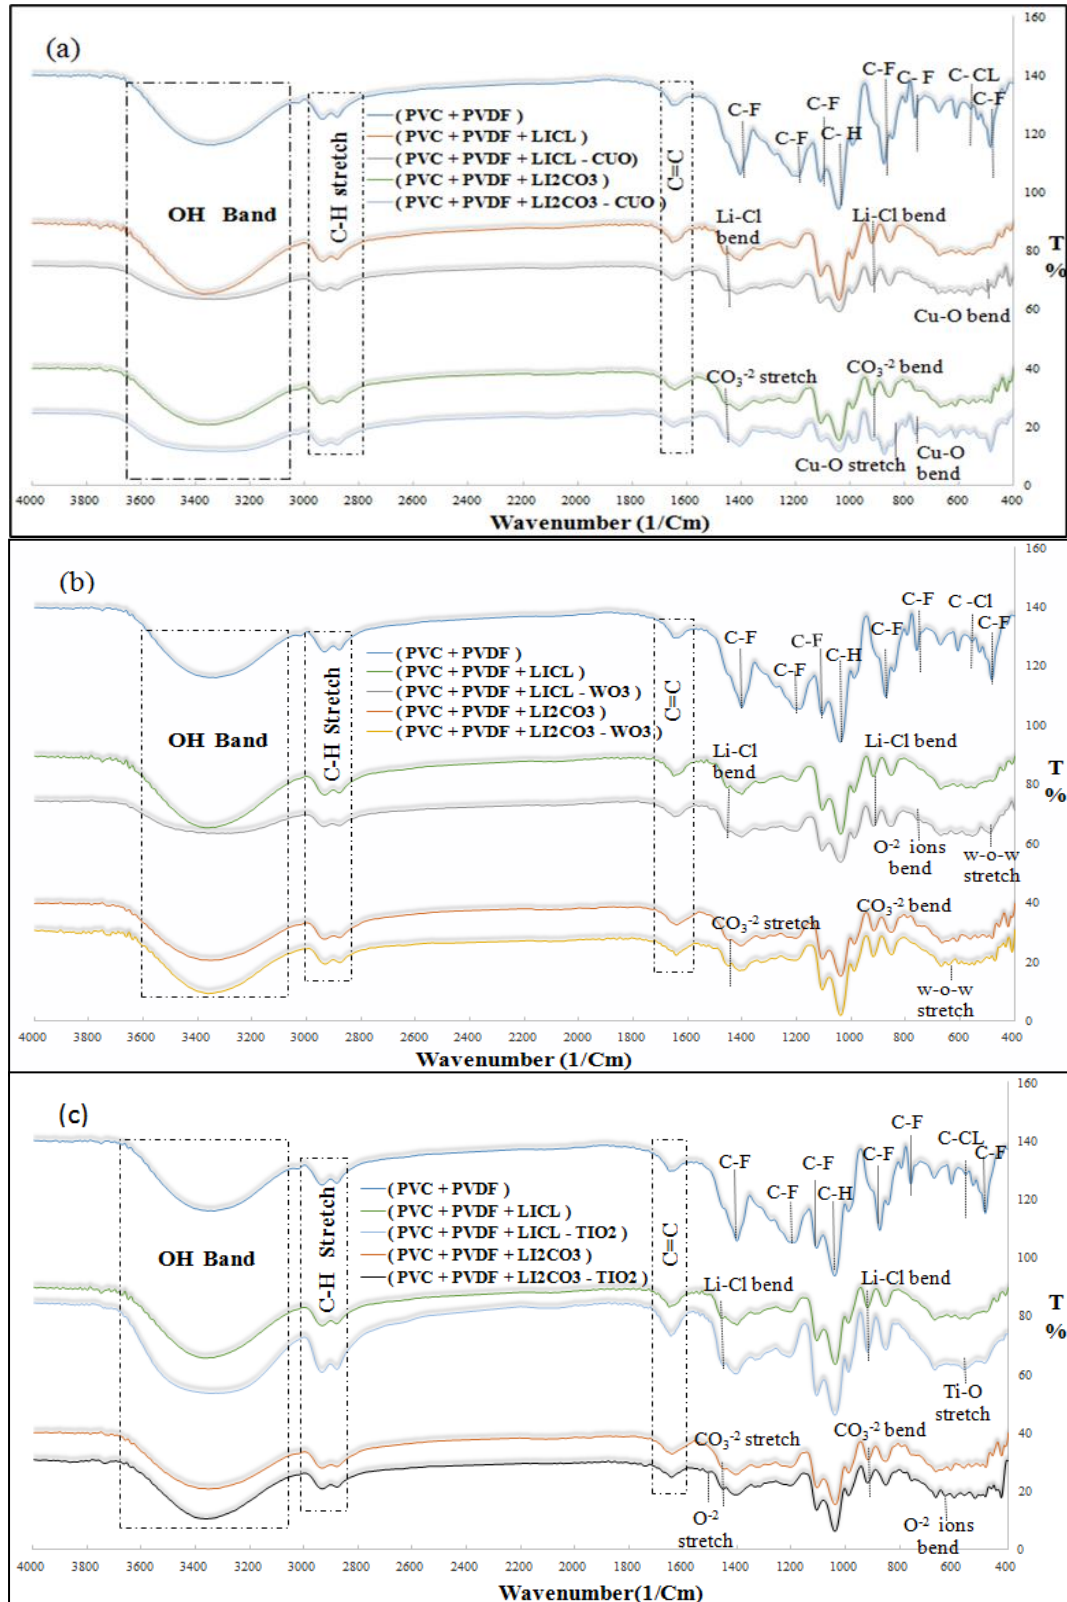 (a)
160
C-F
C- F
C- CL
140
C-F
C-F
C-F
C-F
C- H
120
( PVC + PVDF )
( PVC + PVDF + LICL )
( PVC + PVDF + LICL - CUO)
( PVC + PVDF + LI2CO3 )
( PVC + PVDF + LI2CO3 - CUO )
OH Band
C-H stretch
C=C
100
Li-Cl bend
Li-Cl bend
80
T %
Cu-O bend
60
CO₃⁻² stretch
CO₃⁻² bend
40
20
Cu-O stretch
Cu-O bend
0
4000 3800 3600 3400 3200 3000 2800 2600 2400 2200 2000 1800 1600 1400 1200 1000 800 600 400
Wavenumber (1/Cm)
(b)
160
C-F
C -Cl
140
C-F
C-F
C-F
C-F
C-F
C-H
120
( PVC + PVDF )
( PVC + PVDF + LICL )
( PVC + PVDF + LICL - WO3 )
( PVC + PVDF + LI2CO3 )
( PVC + PVDF + LI2CO3 - WO3 )
OH Band
C-H Stretch
C=C
100
Li-Cl bend
Li-Cl bend
80
T %
O⁻² ions bend
w-o-w stretch
60
CO₃⁻² stretch
CO₃⁻² bend
40
20
w-o-w stretch
0
4000 3800 3600 3400 3200 3000 2800 2600 2400 2200 2000 1800 1600 1400 1200 1000 800 600 400
Wavenumber (1/Cm)
(c)
160
C-F
C-CL
140
C-F
C-F
C-F
C-F
C-F
C-H
120
( PVC + PVDF )
( PVC + PVDF + LICL )
( PVC + PVDF + LICL - TIO2 )
( PVC + PVDF + LI2CO3 )
( PVC + PVDF + LI2CO3 - TIO2 )
OH Band
C-H Stretch
C=C
100
Li-Cl bend
Li-Cl bend
80
T %
60
Ti-O stretch
CO₃⁻² stretch
CO₃⁻² bend
40
20
O⁻² stretch
O⁻² ions bend
0
4000 3800 3600 3400 3200 3000 2800 2600 2400 2200 2000 1800 1600 1400 1200 1000 800 600 400
Wavenumber(1/Cm)